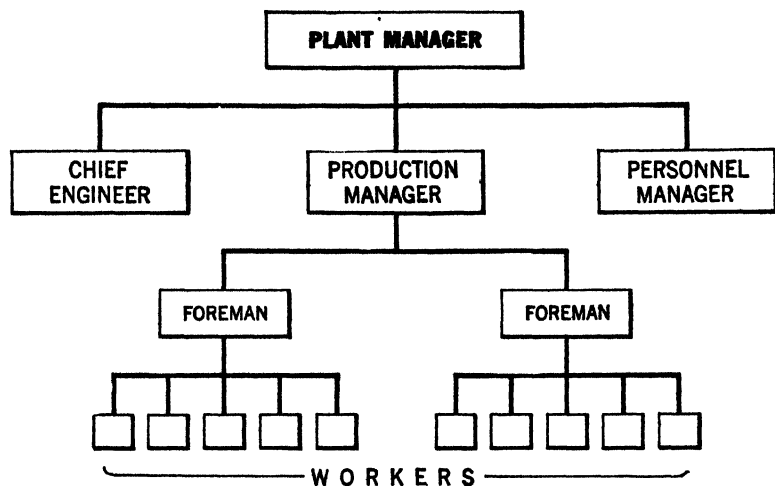 PLANT MANAGER
CHIEF
ENGINEER
PRODUCTION
MANAGER
PERSONNEL
MANAGER
FOREMAN
FOREMAN
WORKERS